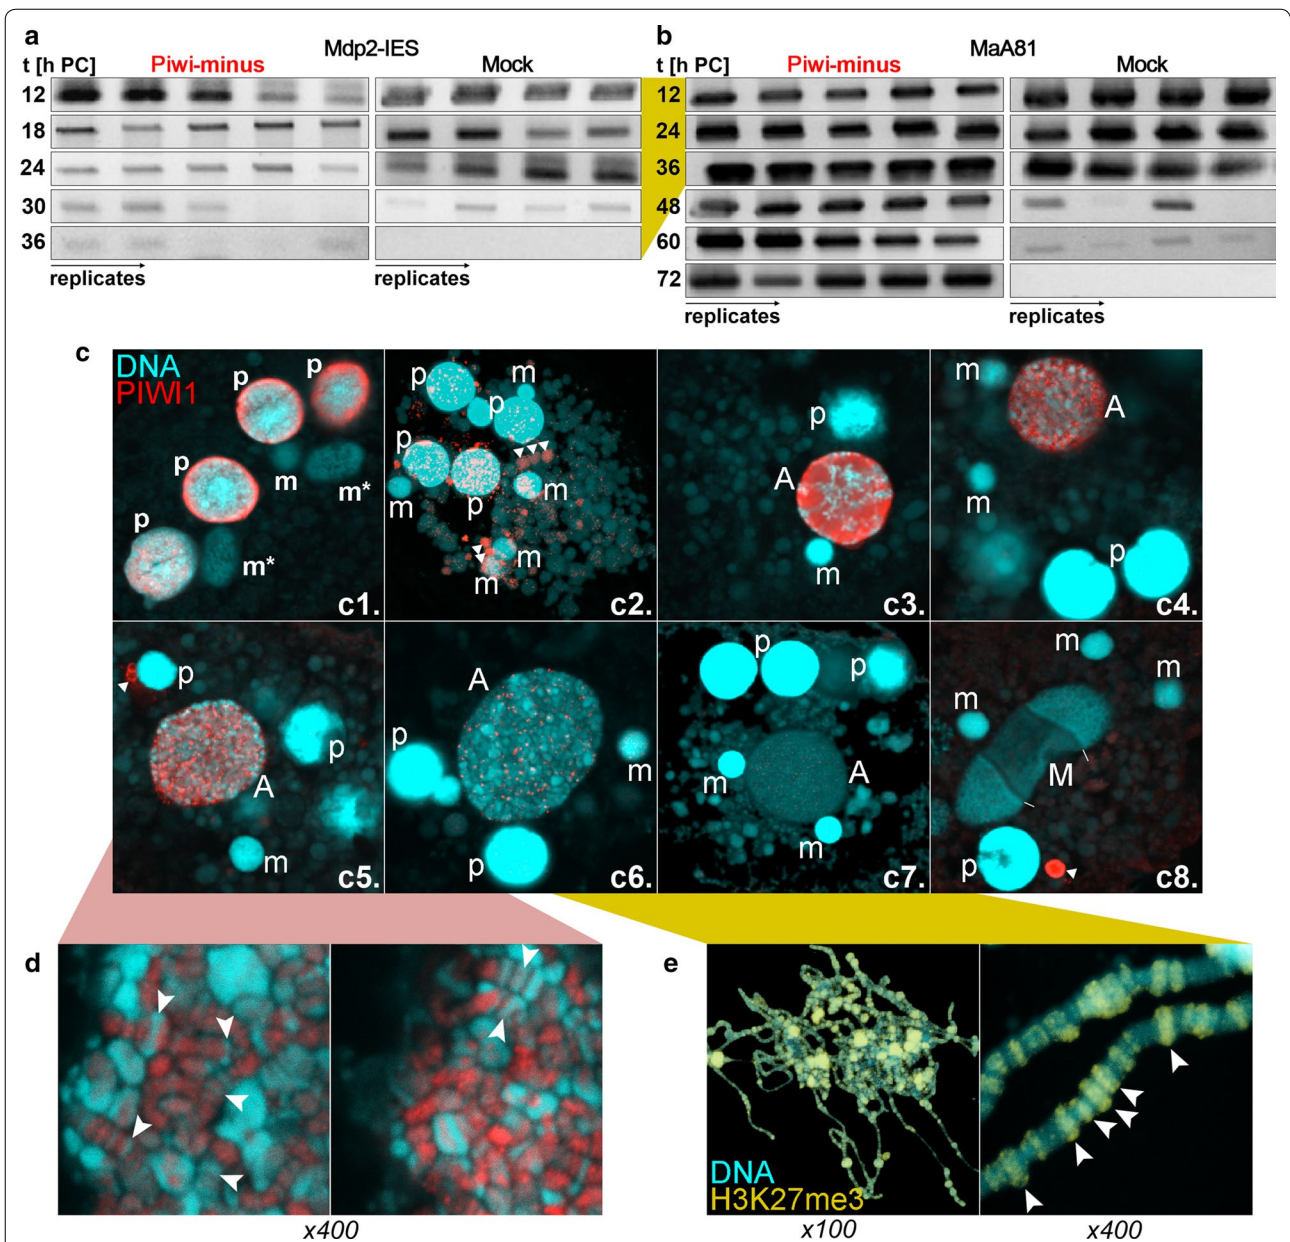 a
Mdp2-IES
t [h PC]
Piwi-minus
Mock
12
18
24
30
36
replicates
replicates
b
MaA81
t [h PC]
Piwi-minus
Mock
12
24
36
48
60
72
replicates
replicates
c
DNA
PIWI1
p
p
p
p
m
m*
m*
c1.
p
m
p
p
m
p
m
m
m
c2.
p
A
m
c3.
m
A
m
p
c4.
p
p
A
m
c5.
A
p
m
p
c6.
p
p
m
A
m
c7.
m
m
m
M
p
c8.
d
x400
e
DNA
H3K27me3
x100
x400